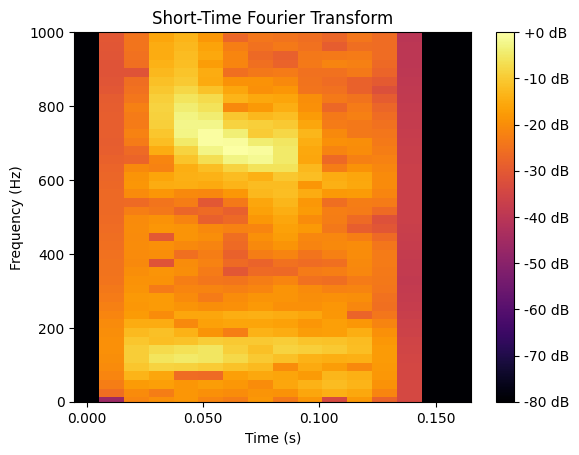 Short-Time Fourier Transform
Frequency (Hz)
1000
800
600
400
200
0
0.000
0.050
0.100
0.150
Time (s)
+0 dB
-10 dB
-20 dB
-30 dB
-40 dB
-50 dB
-60 dB
-70 dB
-80 dB